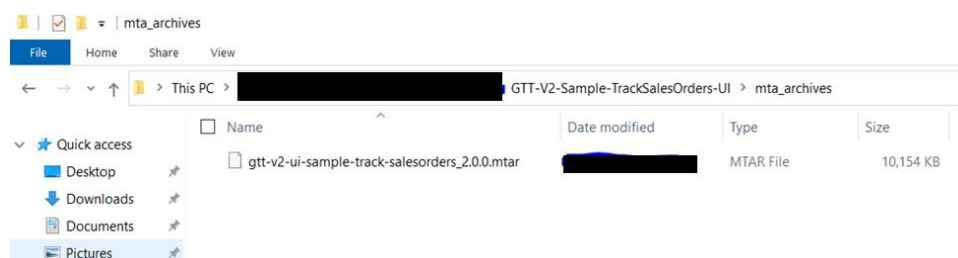 mta_archives
File Home Share View
This PC > GTT-V2-Sample-TrackSalesOrders-UI > mta_archives
Name Date modified Type Size
Quick access
gtt-v2-ui-sample-track-salesorders_2.0.0.mtar MTAR File 10,154 KB
Desktop
Downloads
Documents
Pictures